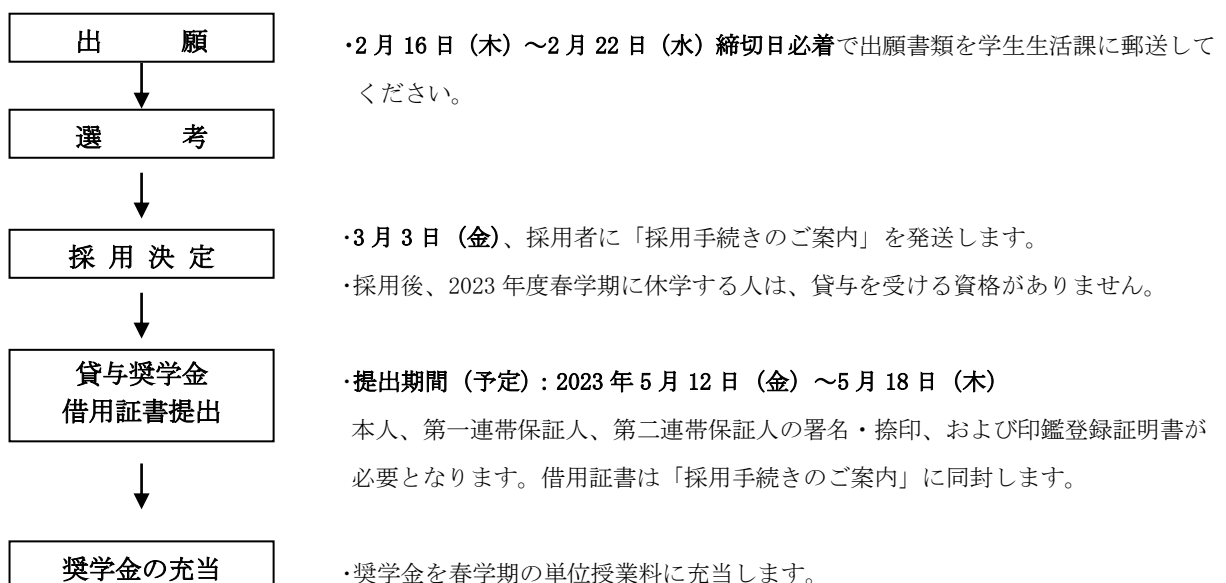 出　　願
・2月16日（木）～2月22日（水）締切日必着で出願書類を学生生活課に郵送して
ください。
選　　考
採 用 決 定
・3月3日（金）、採用者に「採用手続きのご案内」を発送します。
・採用後、2023年度春学期に休学する人は、貸与を受ける資格がありません。
貸与奨学金
借用証書提出
・提出期間（予定）：2023年5月12日（金）～5月18日（木）
本人、第一連帯保証人、第二連帯保証人の署名・捺印、および印鑑登録証明書が
必要となります。借用証書は「採用手続きのご案内」に同封します。
奨学金の充当
・奨学金を春学期の単位授業料に充当します。